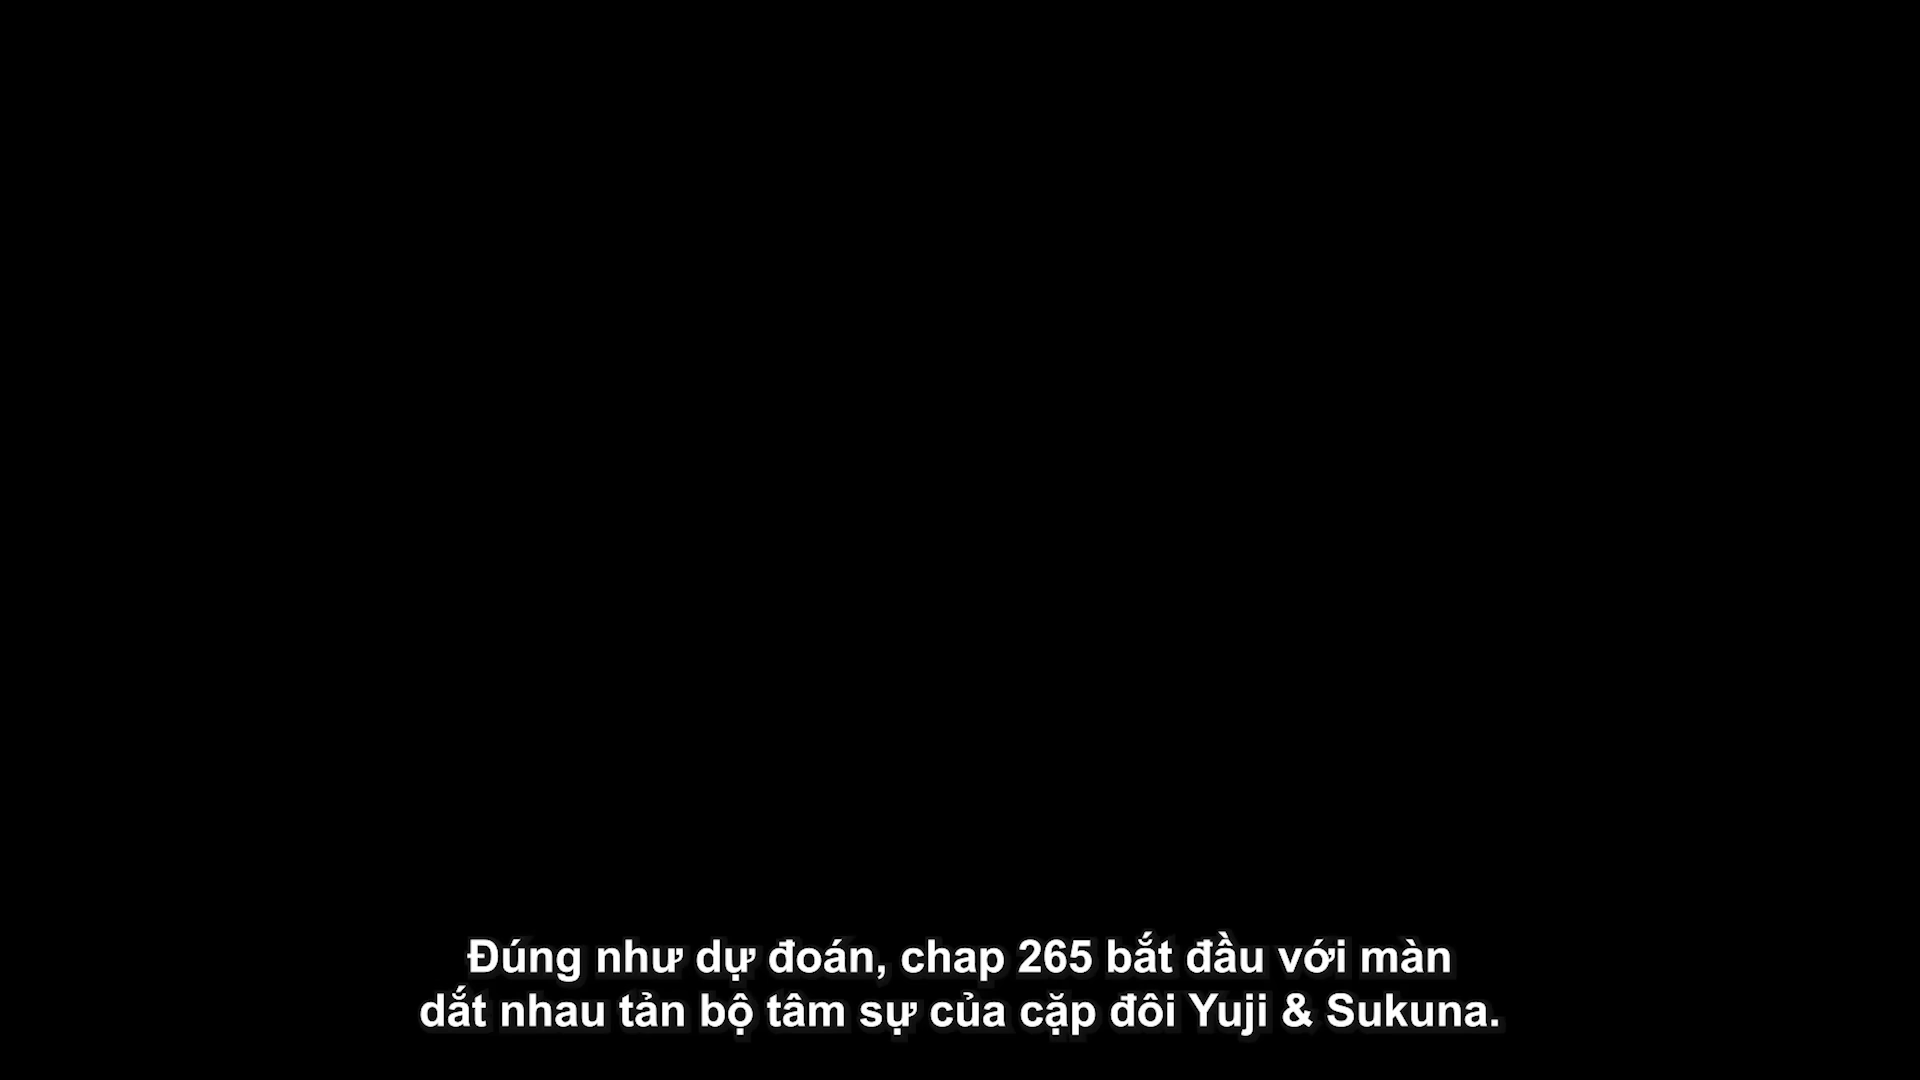 Đúng như dự đoán, chap 265 bắt đầu với màn
dắt nhau tản bộ tâm sự của cặp đôi Yuji & Sukuna.